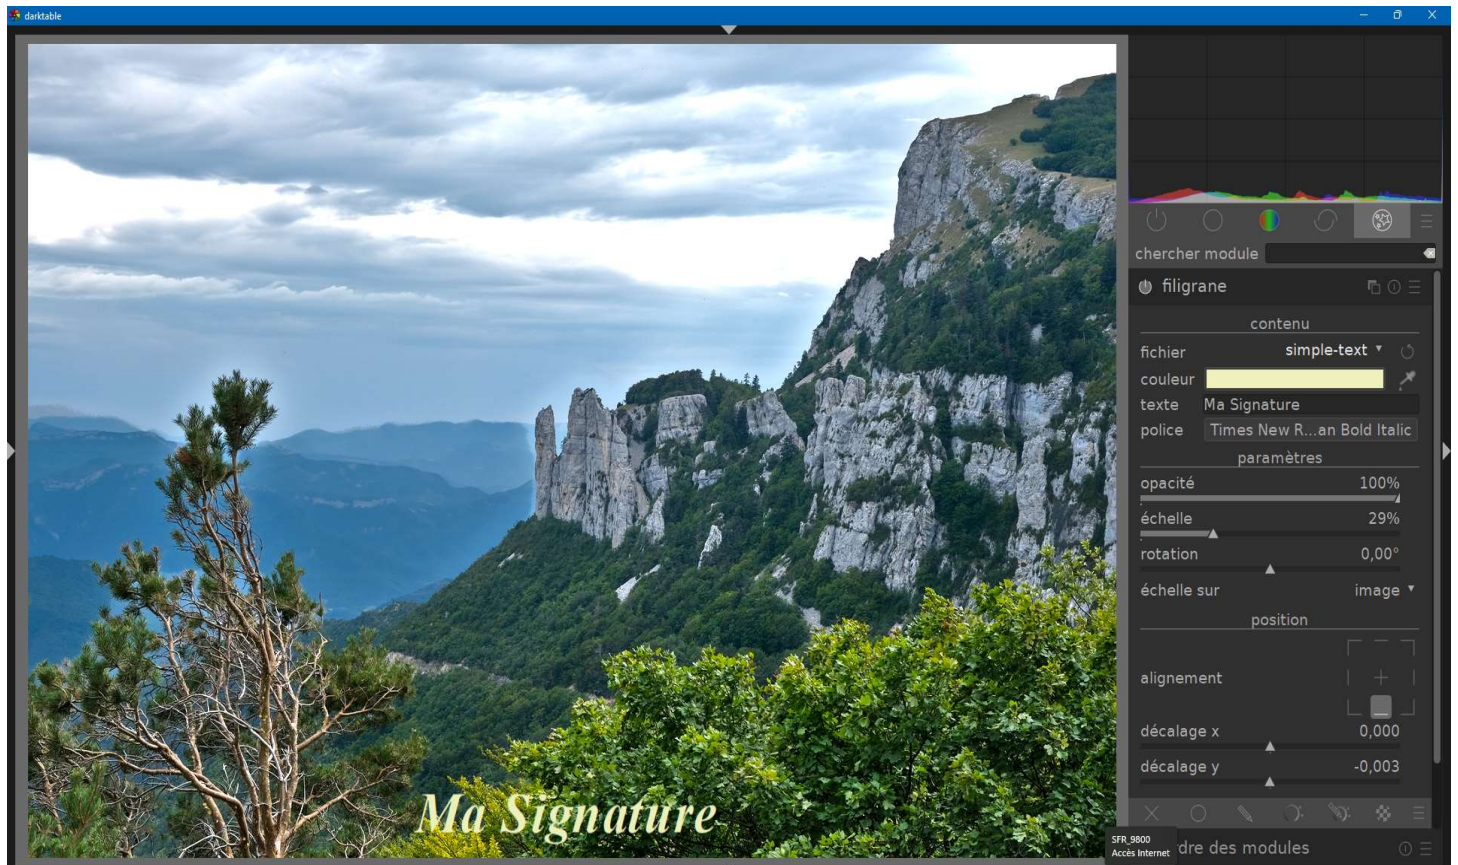 darktable
chercher module
filigrane
contenu
fichier simple-text
couleur
texte Ma Signature
police Times New R...an Bold Italic
paramètres
opacité 100%
échelle 29%
rotation 0,00°
échelle sur image
position
alignement
décalage x 0,000
décalage y -0,003
Ma Signature
SFR_9800
Accès Internet
dre des modules